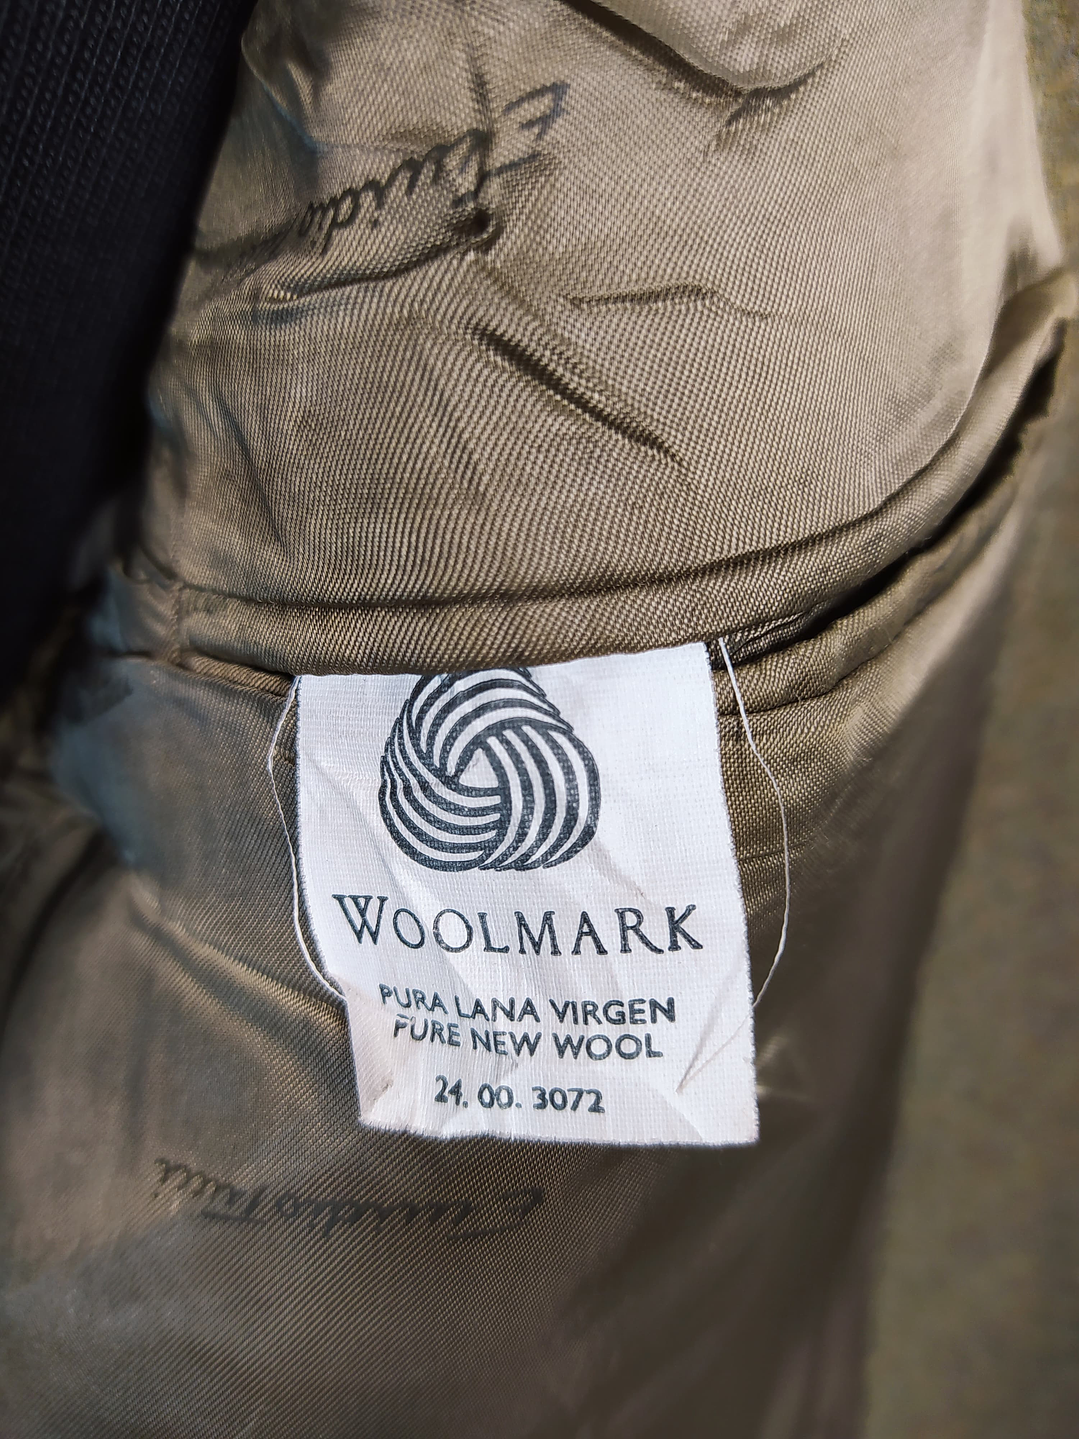 WOOLMARK
PURA LANA VIRGEN
PURE NEW WOOL
24. 00. 3072